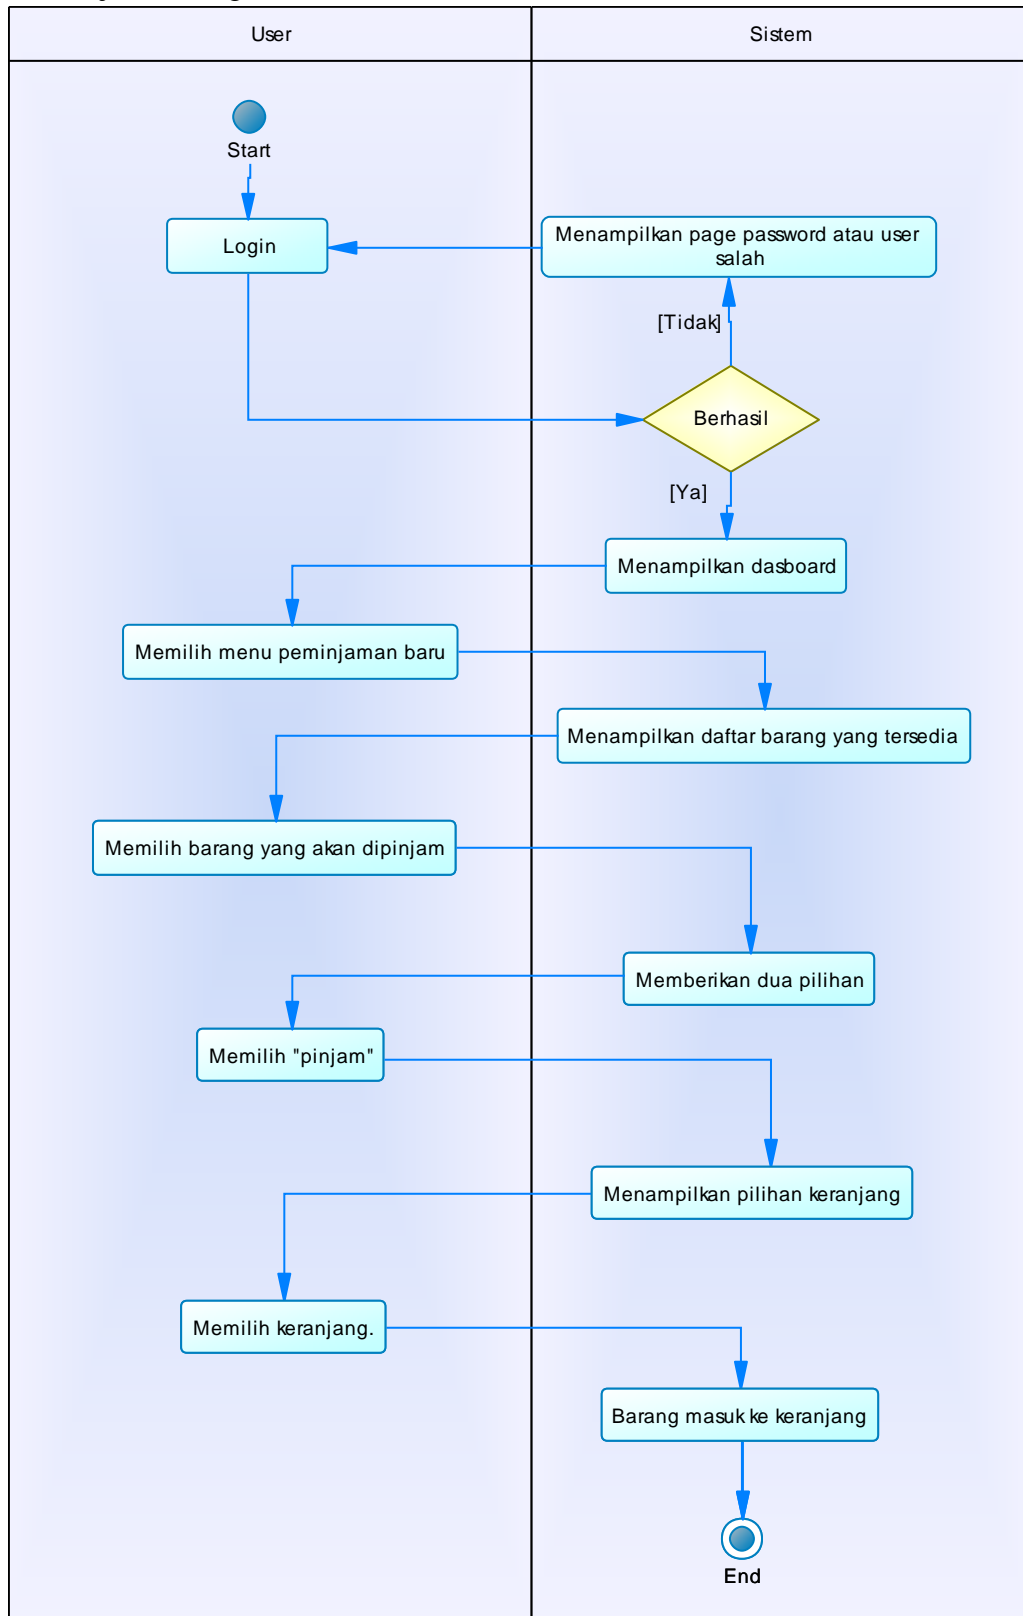 User
Sistem
Start
Login
Menampilkan page password atau user
salah
[Tidak]
Berhasil
[Ya]
Menampilkan dasboard
Memilih menu peminjaman baru
Menampilkan daftar barang yang tersedia
Memilih barang yang akan dipinjam
Memberikan dua pilihan
Memilih "pinjam"
Menampilkan pilihan keranjang
Memilih keranjang.
Barang masuk ke keranjang
End